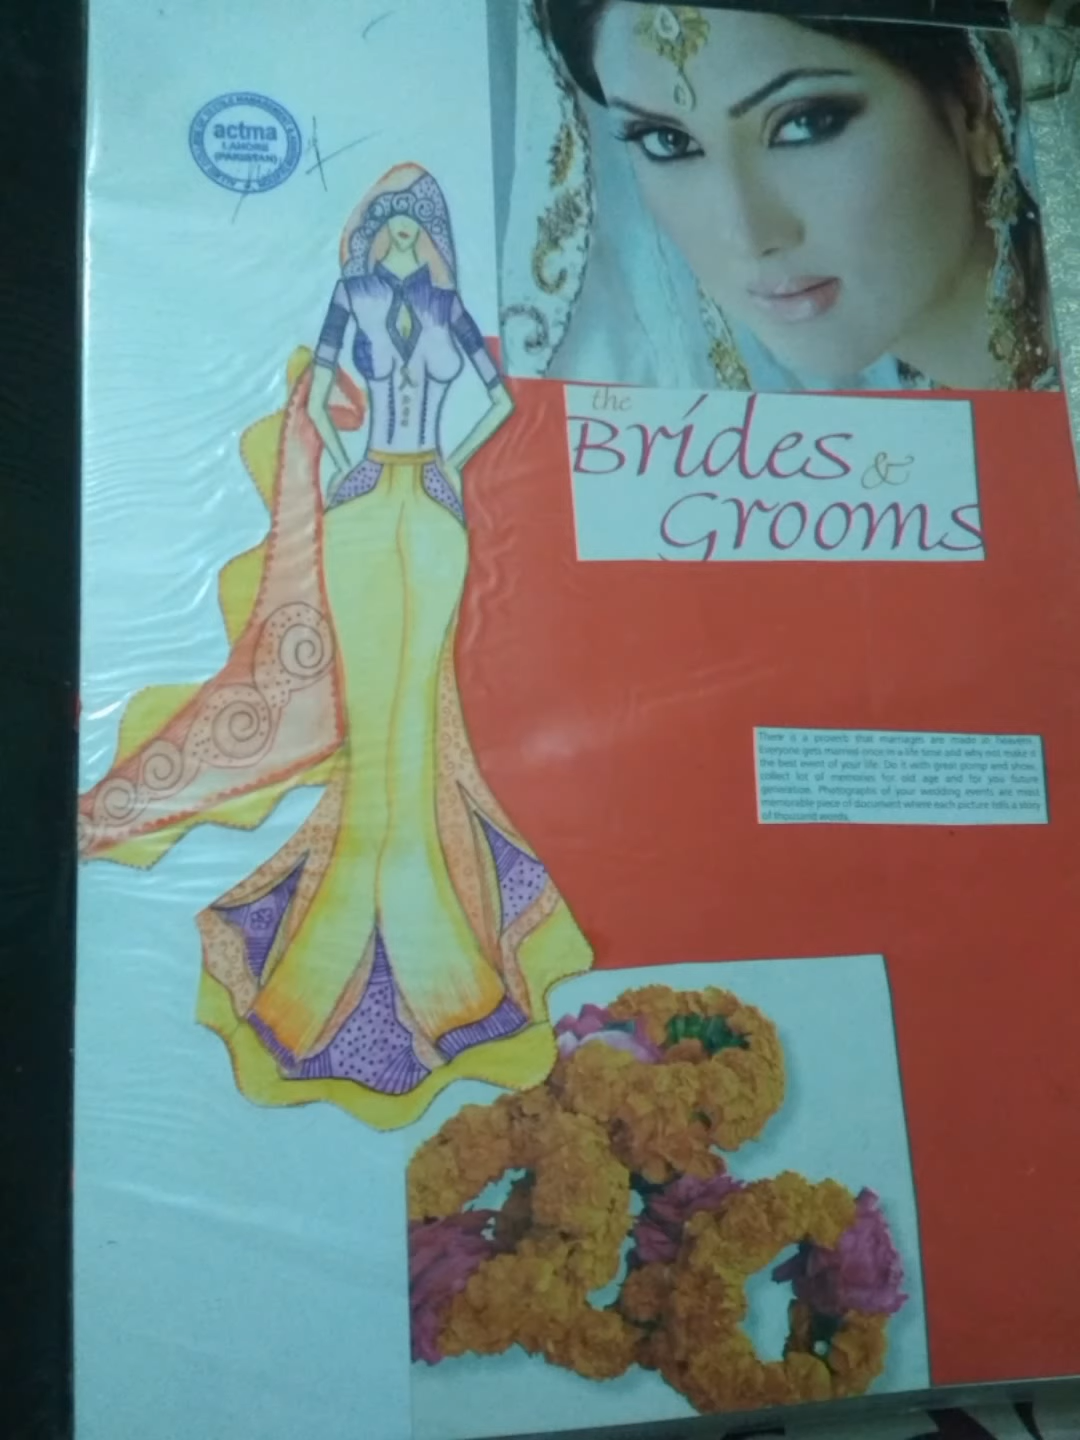 actma
LAHORE
(PAKISTAN)
the
Brides &
Grooms
There is a proverb that marriages are made in heavens.
Everyone gets married once in a life time and why not make it
the best event of your life. Do it with great pomp and show,
collect lot of memories for old age and for you future
generation. Photographs of your wedding events are most
memorable piece of document where each picture tells a story
of thousand words.